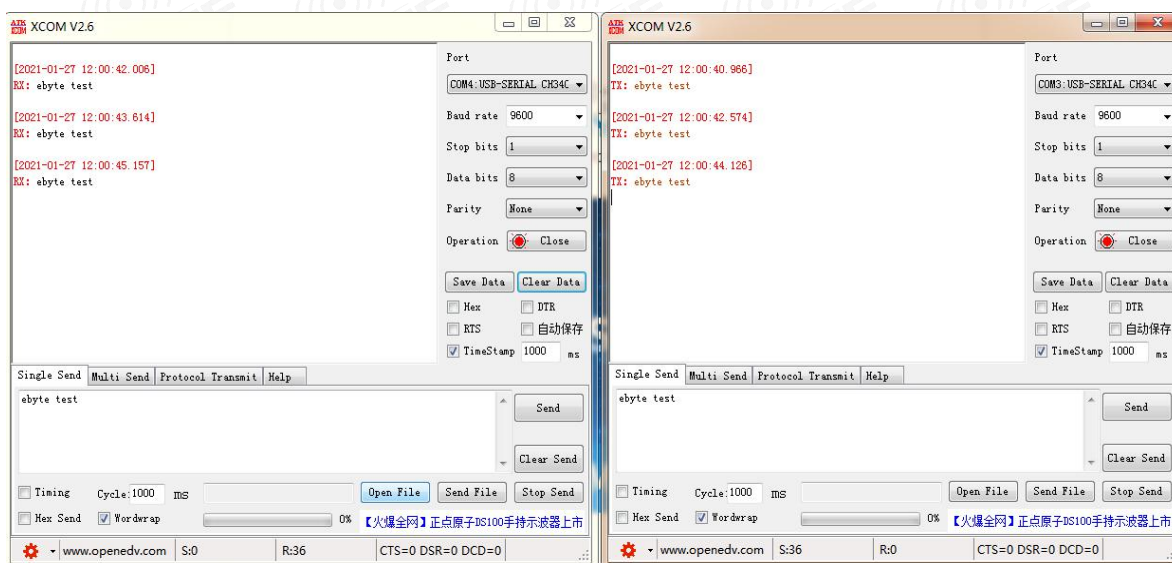 ATK XCOM XCOM V2.6
[2021-01-27 12:00:42.006]
RX: ebyte test
[2021-01-27 12:00:43.614]
RX: ebyte test
[2021-01-27 12:00:45.157]
RX: ebyte test
Port
COM4:USB-SERIAL CH34C
Baud rate 9600
Stop bits 1
Data bits 8
Parity None
Operation Close
Save Data Clear Data
Hex DTR
RTS 自动保存
TimeStamp 1000 ms
Single Send Multi Send Protocol Transmit Help
ebyte test
Send
Clear Send
Timing Cycle:1000 ms Open File Send File Stop Send
Hex Send Wordwrap 0% 【火爆全网】正点原子DS100手持示波器上市
www.openedv.com S:0 R:36 CTS=0 DSR=0 DCD=0
ATK XCOM XCOM V2.6
[2021-01-27 12:00:40.966]
TX: ebyte test
[2021-01-27 12:00:42.574]
TX: ebyte test
[2021-01-27 12:00:44.126]
TX: ebyte test
Port
COM3:USB-SERIAL CH34C
Baud rate 9600
Stop bits 1
Data bits 8
Parity None
Operation Close
Save Data Clear Data
Hex DTR
RTS 自动保存
TimeStamp 1000 ms
Single Send Multi Send Protocol Transmit Help
ebyte test
Send
Clear Send
Timing Cycle:1000 ms Open File Send File Stop Send
Hex Send Wordwrap 0% 【火爆全网】正点原子DS100手持示波器上市
www.openedv.com S:36 R:0 CTS=0 DSR=0 DCD=0